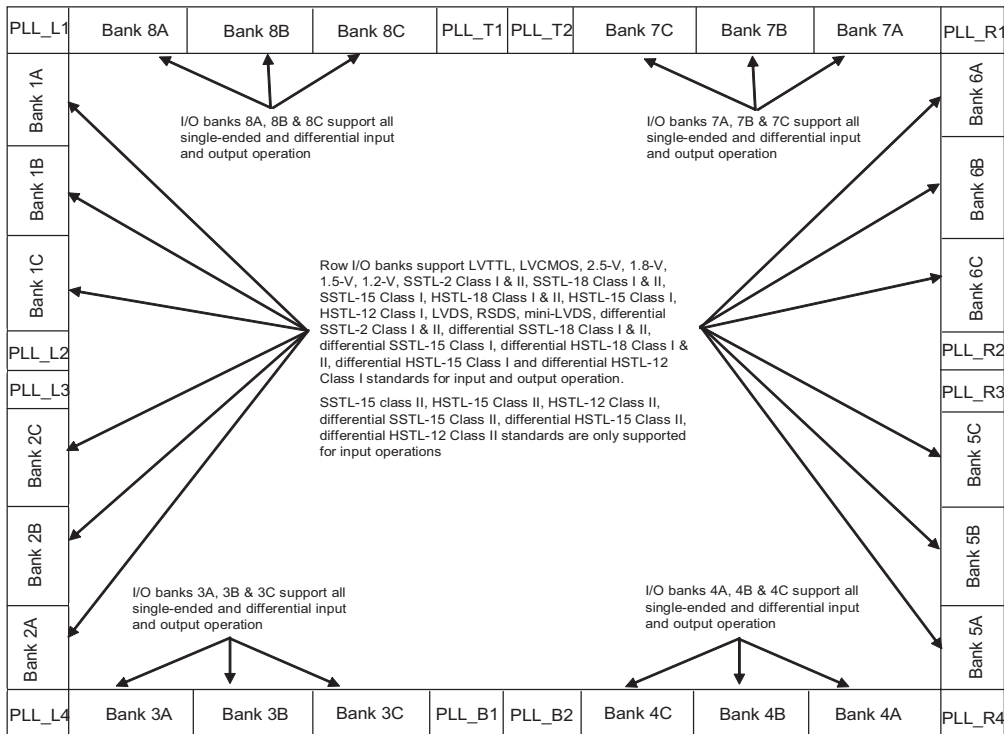 PLL_L1 Bank 8A Bank 8B Bank 8C PLL_T1 PLL_T2 Bank 7C Bank 7B Bank 7A PLL_R1
Bank 1A
Bank 1B
Bank 1C
PLL_L2
PLL_L3
Bank 2C
Bank 2B
Bank 2A
I/O banks 8A, 8B & 8C support all
single-ended and differential input
and output operation
I/O banks 7A, 7B & 7C support all
single-ended and differential input
and output operation
Row I/O banks support LVTTL, LVCMOS, 2.5-V, 1.8-V,
1.5-V, 1.2-V, SSTL-2 Class I & II, SSTL-18 Class I & II,
SSTL-15 Class I, HSTL-18 Class I & II, HSTL-15 Class I,
HSTL-12 Class I, LVDS, RSDS, mini-LVDS, differential
SSTL-2 Class I & II, differential SSTL-18 Class I & II,
differential SSTL-15 Class I, differential HSTL-18 Class I &
II, differential HSTL-15 Class I and differential HSTL-12
Class I standards for input and output operation.
SSTL-15 class II, HSTL-15 Class II, HSTL-12 Class II,
differential SSTL-15 Class II, differential HSTL-15 Class II,
differential HSTL-12 Class II standards are only supported
for input operations
I/O banks 3A, 3B & 3C support all
single-ended and differential input
and output operation
I/O banks 4A, 4B & 4C support all
single-ended and differential input
and output operation
Bank 6A
Bank 6B
Bank 6C
PLL_R2
PLL_R3
Bank 5C
Bank 5B
Bank 5A
PLL_L4 Bank 3A Bank 3B Bank 3C PLL_B1 PLL_B2 Bank 4C Bank 4B Bank 4A PLL_R4